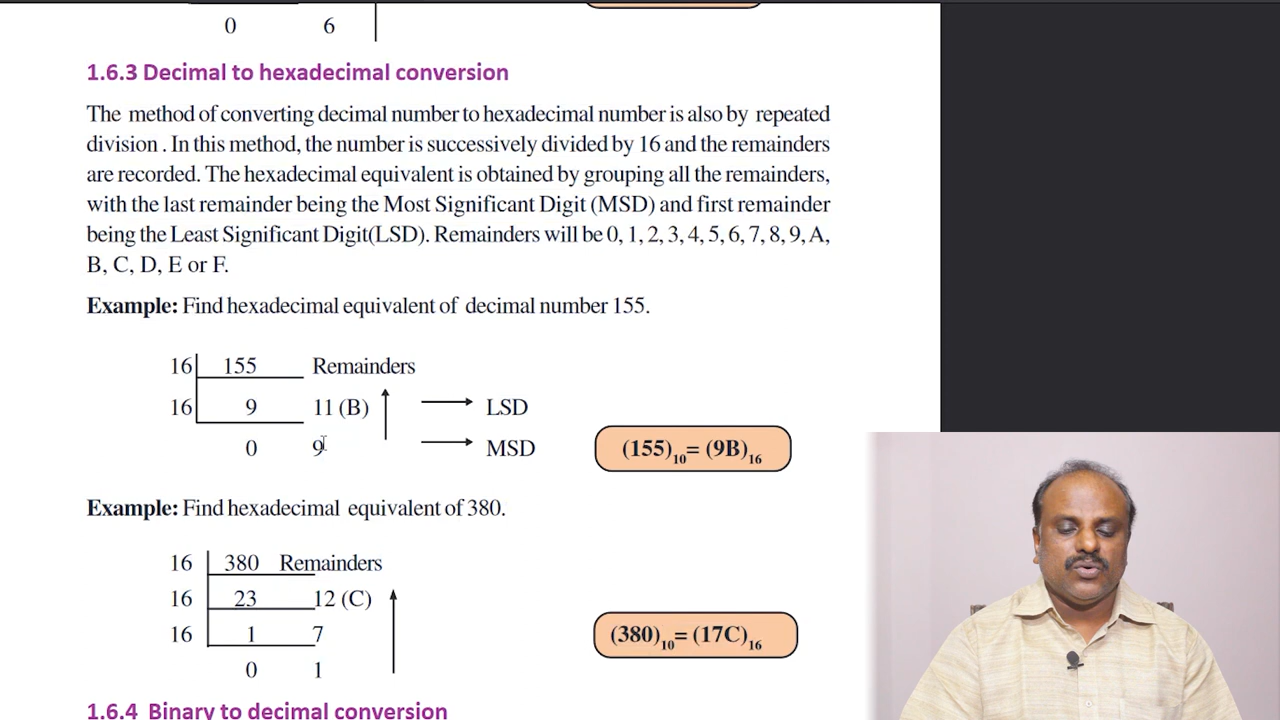 0 6
1.6.3 Decimal to hexadecimal conversion
The method of converting decimal number to hexadecimal number is also by repeated
division . In this method, the number is successively divided by 16 and the remainders
are recorded. The hexadecimal equivalent is obtained by grouping all the remainders,
with the last remainder being the Most Significant Digit (MSD) and first remainder
being the Least Significant Digit(LSD). Remainders will be 0, 1, 2, 3, 4, 5, 6, 7, 8, 9, A,
B, C, D, E or F.
Example: Find hexadecimal equivalent of decimal number 155.
16 155 Remainders
16 9 11 (B) LSD
0 9 MSD
(155)10= (9B)16
Example: Find hexadecimal equivalent of 380.
16 380 Remainders
16 23 12 (C)
16 1 7
0 1
(380)10= (17C)16
1.6.4 Binary to decimal conversion